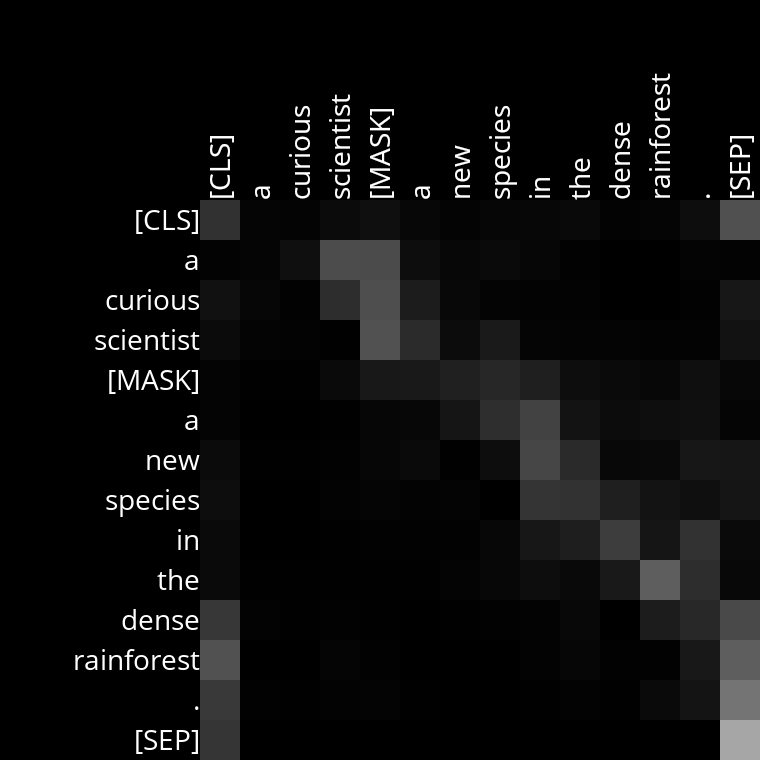 [CLS]
a
curious
scientist
[MASK]
a
new
species
in
the
dense
rainforest
.
[SEP]
[CLS]
a
curious
scientist
[MASK]
a
new
species
in
the
dense
rainforest
.
[SEP]